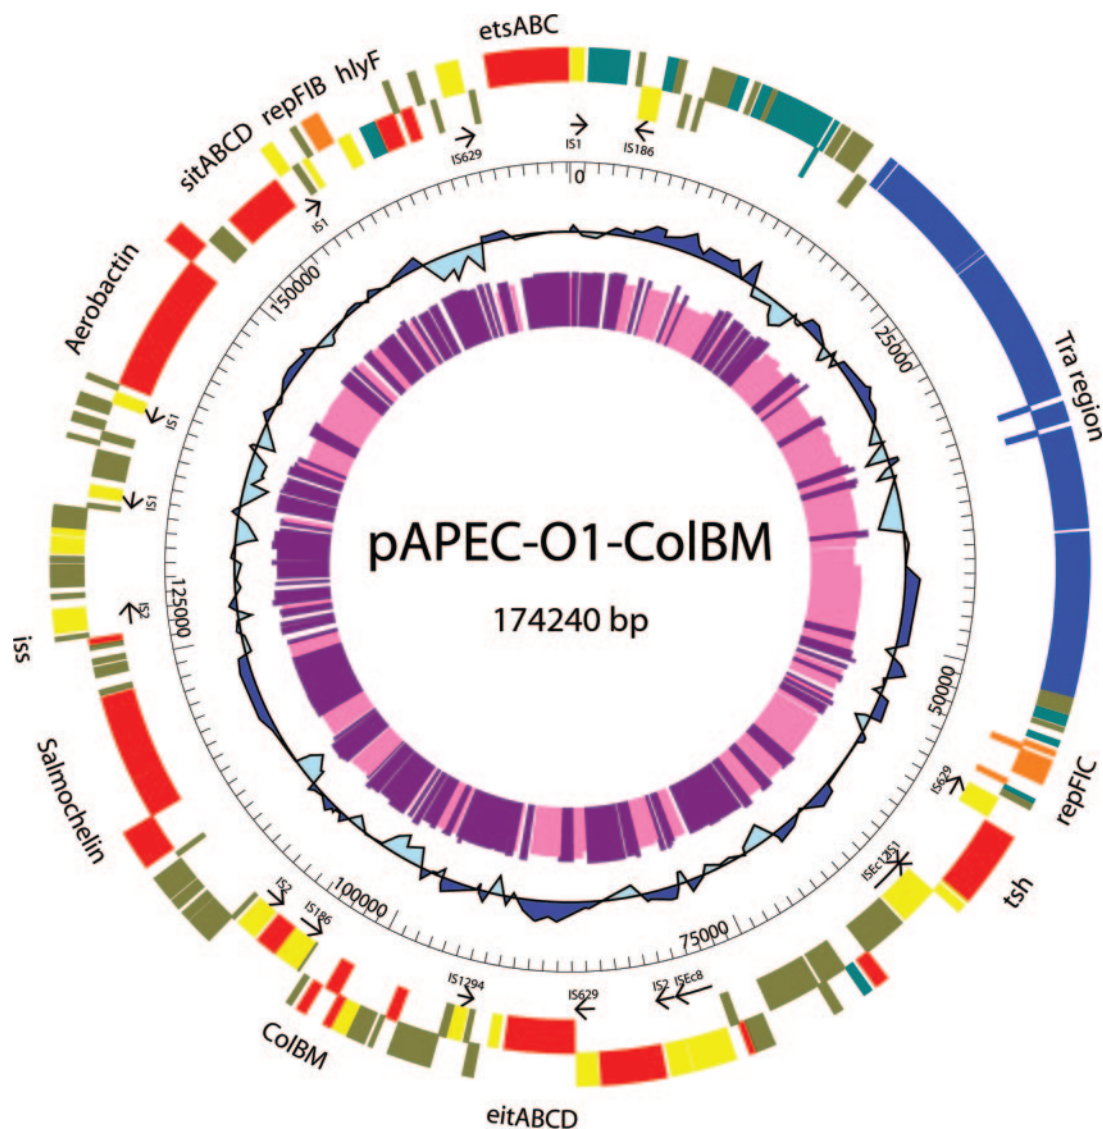 etsABC
hlyF
repFIB
sitABCD
Aerobactin
iss
Salmochelin
ColBM
eitABCD
tsh
repFIC
Tra region
IS1
IS186
IS629
ISEc12
IS1
IS629
IS2
ISEc8
IS629
IS1294
IS186
IS2
IS2
IS1
IS1
IS1
IS629
0
25000
50000
75000
100000
125000
150000
pAPEC-O1-ColBM
174240 bp